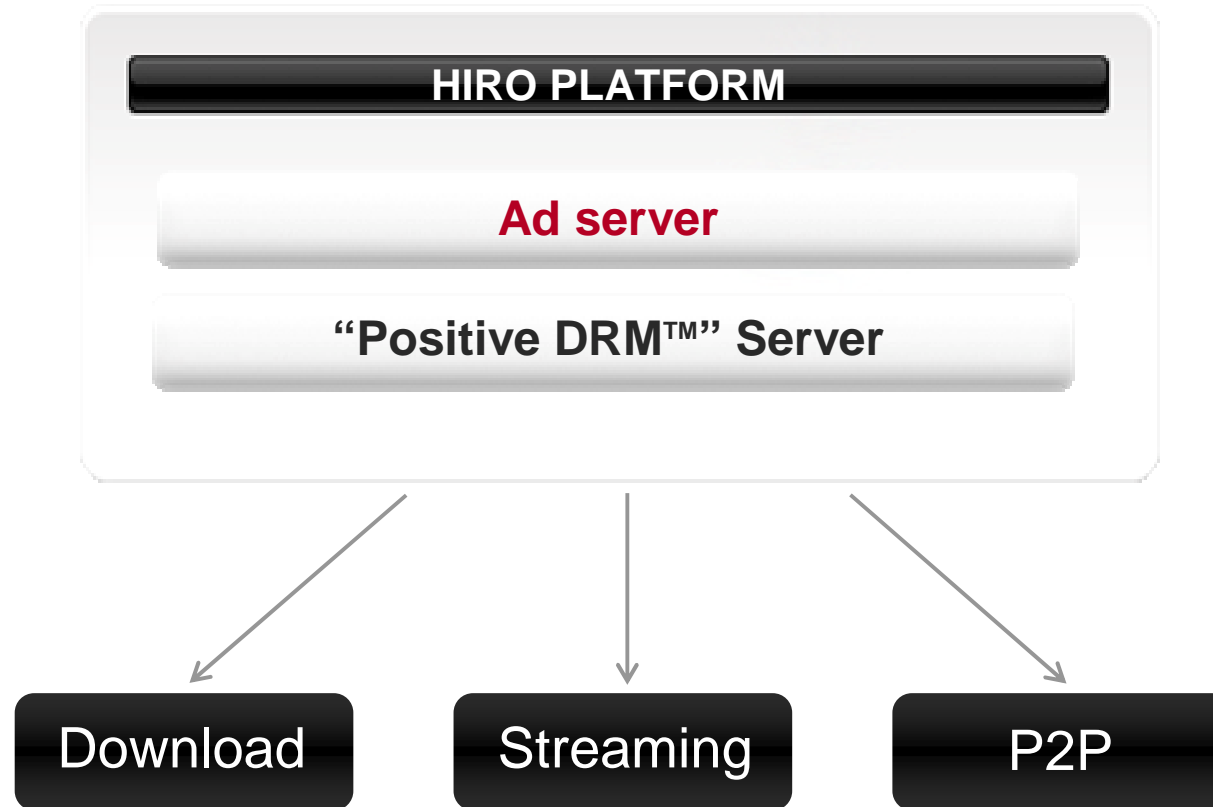 HIRO PLATFORM
Ad server
“Positive DRM™” Server
Download
Streaming
P2P